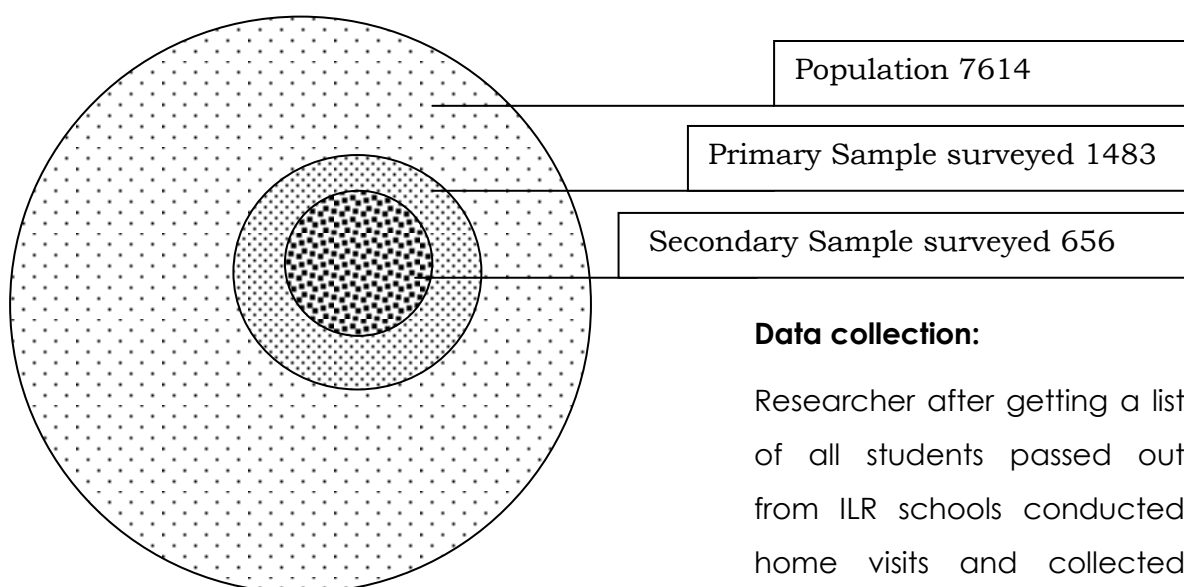 Population 7614
Primary Sample surveyed 1483
Secondary Sample surveyed 656
Data collection:
Researcher after getting a list
of all students passed out
from ILR schools conducted
home visits and collected